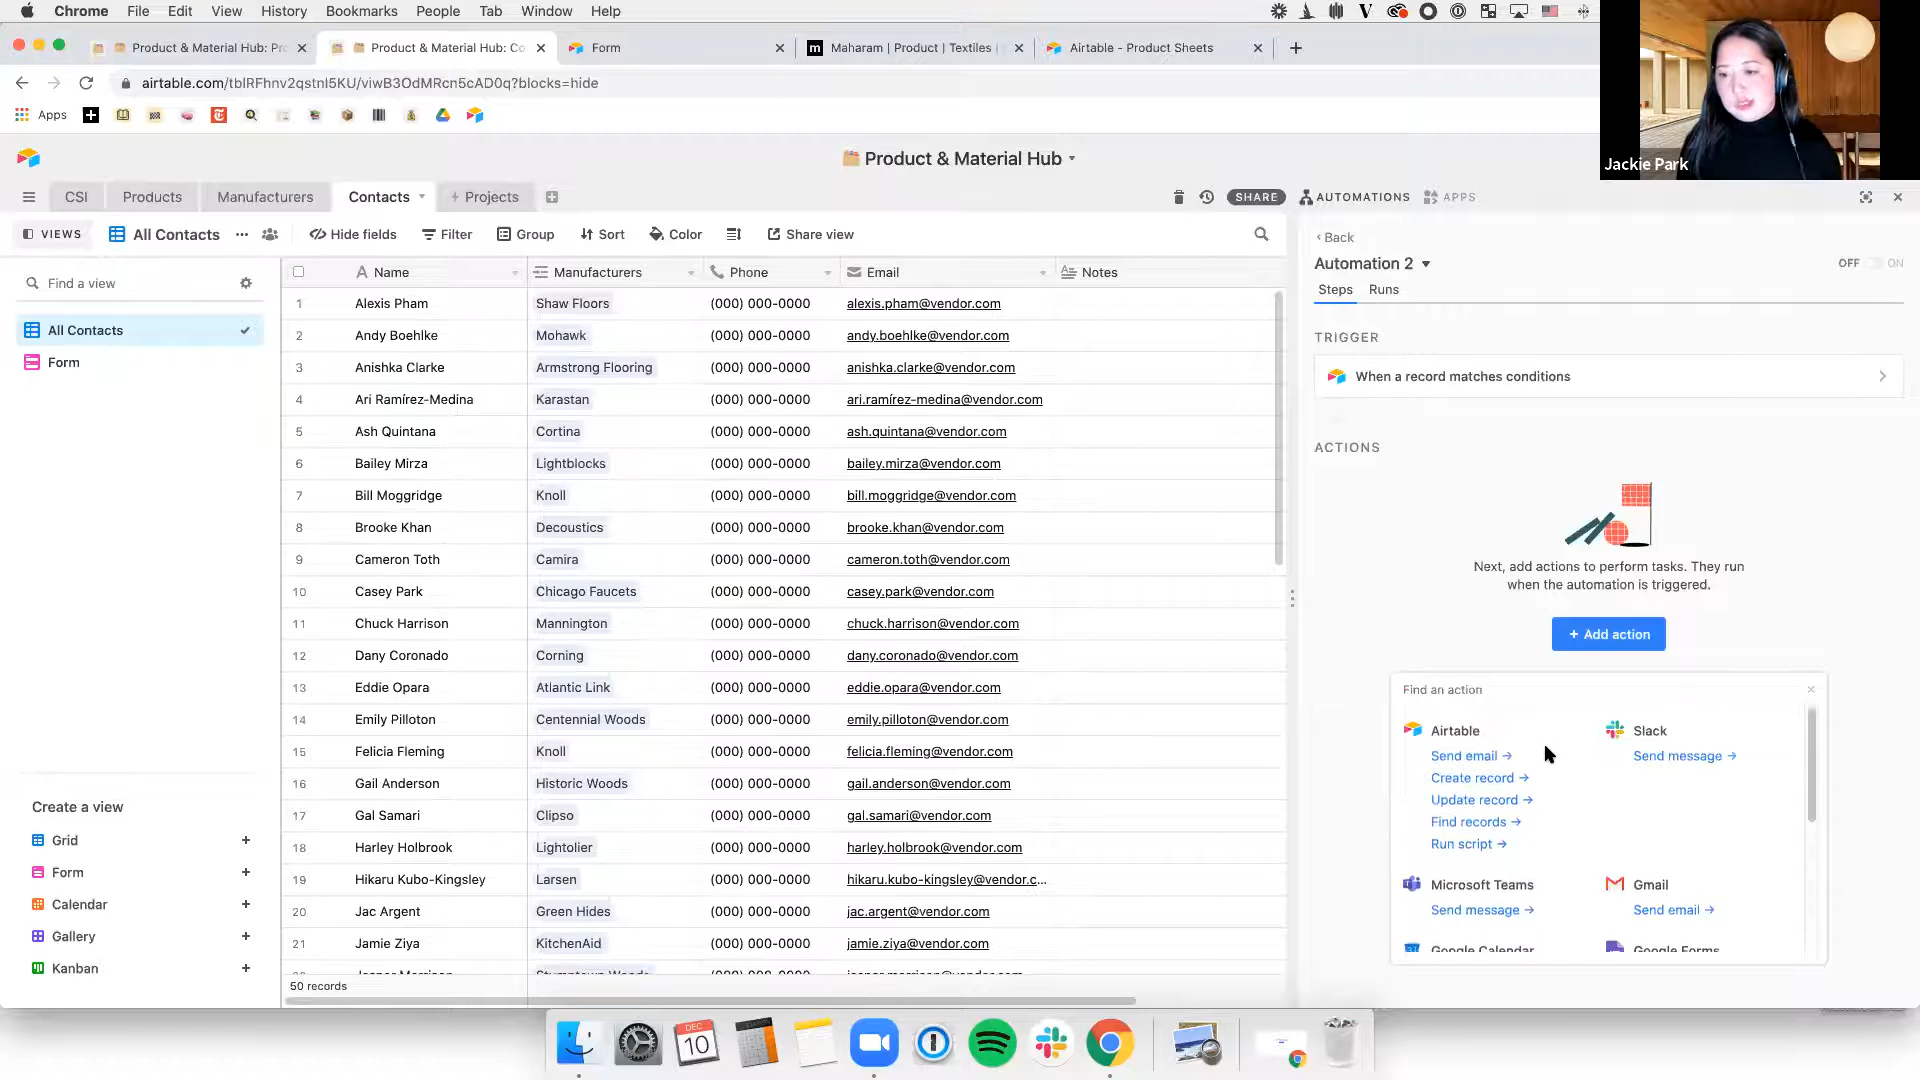 Chrome File Edit View History Bookmarks People Tab Window Help
Product & Material Hub: Pr
Product & Material Hub: Co
Form
Maharam | Product | Textiles
Airtable - Product Sheets
airtable.com/tblRFhnv2qstnl5KU/viwB3OdMRcn5cAD0q?blocks=hide
Apps
Jackie Park
Product & Material Hub
CSI Products Manufacturers Contacts Projects
SHARE AUTOMATIONS APPS
VIEWS All Contacts Hide fields Filter Group Sort Color Share view
Find a view
All Contacts
Form
Create a view
Grid
Form
Calendar
Gallery
Kanban
Name Manufacturers Phone Email Notes
1 Alexis Pham Shaw Floors (000) 000-0000 alexis.pham@vendor.com
2 Andy Boehlke Mohawk (000) 000-0000 andy.boehlke@vendor.com
3 Anishka Clarke Armstrong Flooring (000) 000-0000 anishka.clarke@vendor.com
4 Ari Ramírez-Medina Karastan (000) 000-0000 ari.ramírez-medina@vendor.com
5 Ash Quintana Cortina (000) 000-0000 ash.quintana@vendor.com
6 Bailey Mirza Lightblocks (000) 000-0000 bailey.mirza@vendor.com
7 Bill Moggridge Knoll (000) 000-0000 bill.moggridge@vendor.com
8 Brooke Khan Decoustics (000) 000-0000 brooke.khan@vendor.com
9 Cameron Toth Camira (000) 000-0000 cameron.toth@vendor.com
10 Casey Park Chicago Faucets (000) 000-0000 casey.park@vendor.com
11 Chuck Harrison Mannington (000) 000-0000 chuck.harrison@vendor.com
12 Dany Coronado Corning (000) 000-0000 dany.coronado@vendor.com
13 Eddie Opara Atlantic Link (000) 000-0000 eddie.opara@vendor.com
14 Emily Pilloton Centennial Woods (000) 000-0000 emily.pilloton@vendor.com
15 Felicia Fleming Knoll (000) 000-0000 felicia.fleming@vendor.com
16 Gail Anderson Historic Woods (000) 000-0000 gail.anderson@vendor.com
17 Gal Samari Clipso (000) 000-0000 gal.samari@vendor.com
18 Harley Holbrook Lightolier (000) 000-0000 harley.holbrook@vendor.com
19 Hikaru Kubo-Kingsley Larsen (000) 000-0000 hikaru.kubo-kingsley@vendor.c...
20 Jac Argent Green Hides (000) 000-0000 jac.argent@vendor.com
21 Jamie Ziya KitchenAid (000) 000-0000 jamie.ziya@vendor.com
50 records
Back
Automation 2 OFF ON
Steps Runs
TRIGGER
When a record matches conditions
ACTIONS
Next, add actions to perform tasks. They run
when the automation is triggered.
+ Add action
Find an action
Airtable
Send email →
Create record →
Update record →
Find records →
Run script →
Slack
Send message →
Microsoft Teams
Send message →
Gmail
Send email →
Google Calendar Google Forms
DEC
10